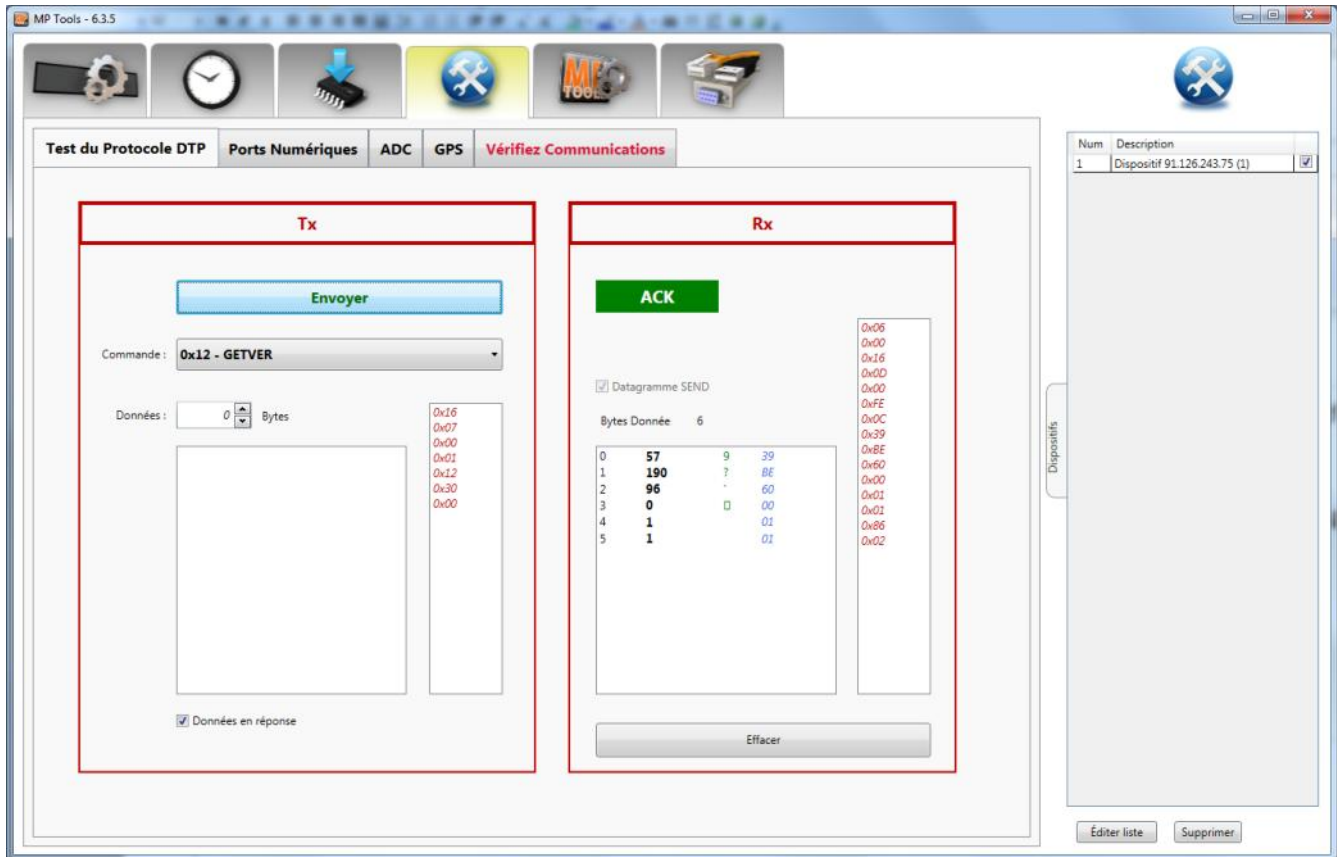 MP Tools - 6.3.5
MP TOOL
Test du Protocole DTP Ports Numériques ADC GPS Vérifiez Communications
Tx
Envoyer
Commande : 0x12 - GETVER
Données : 0 Bytes
0x16
0x07
0x00
0x01
0x12
0x30
0x00
Données en réponse
Rx
ACK
Datagramme SEND
Bytes Donnée 6
0 57 9 39
1 190 ? BE
2 96 ` 60
3 0 00
4 1 01
5 1 01
0x06
0x00
0x16
0x0D
0x00
0xFE
0x0C
0x39
0xBE
0x60
0x00
0x01
0x01
0x86
0x02
Effacer
Dispositifs
Num Description
1 Dispositif 91.126.243.75 (1)
Éditer liste Supprimer